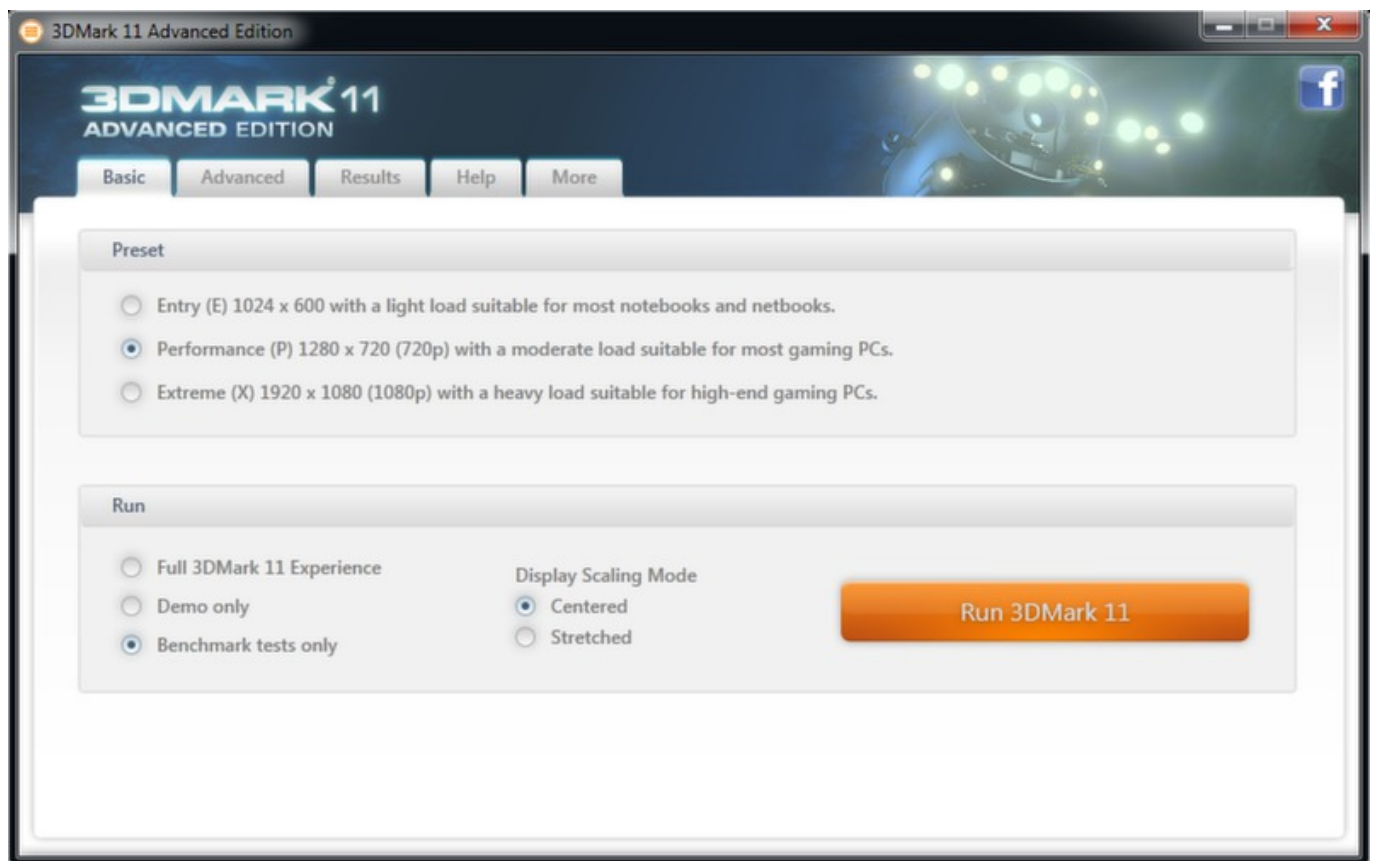 3DMark 11 Advanced Edition
3DMARK® 11
ADVANCED EDITION
Basic Advanced Results Help More
Preset
Entry (E) 1024 x 600 with a light load suitable for most notebooks and netbooks.
Performance (P) 1280 x 720 (720p) with a moderate load suitable for most gaming PCs.
Extreme (X) 1920 x 1080 (1080p) with a heavy load suitable for high-end gaming PCs.
Run
Full 3DMark 11 Experience
Demo only
Benchmark tests only
Display Scaling Mode
Centered
Stretched
Run 3DMark 11